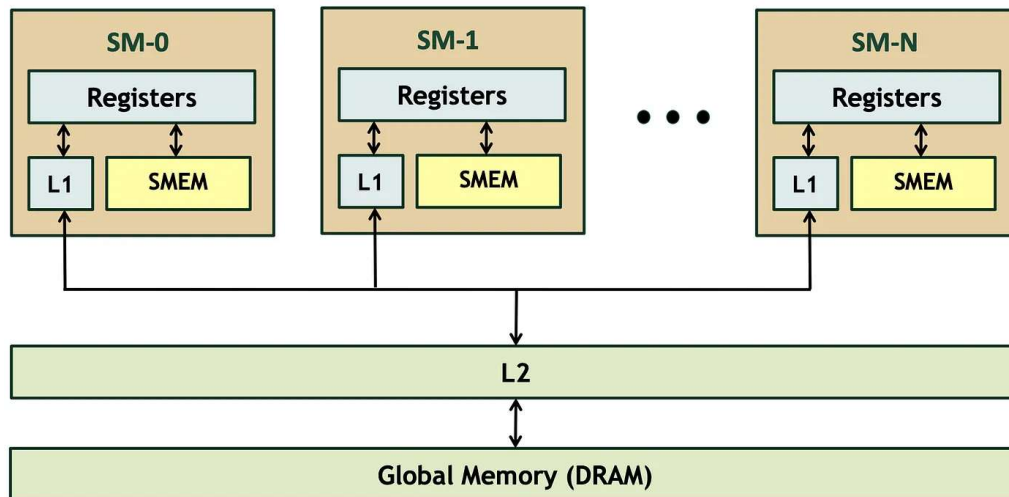 SM-0
SM-1
SM-N
Registers
Registers
Registers
L1
SMEM
L1
SMEM
L1
SMEM
L2
Global Memory (DRAM)